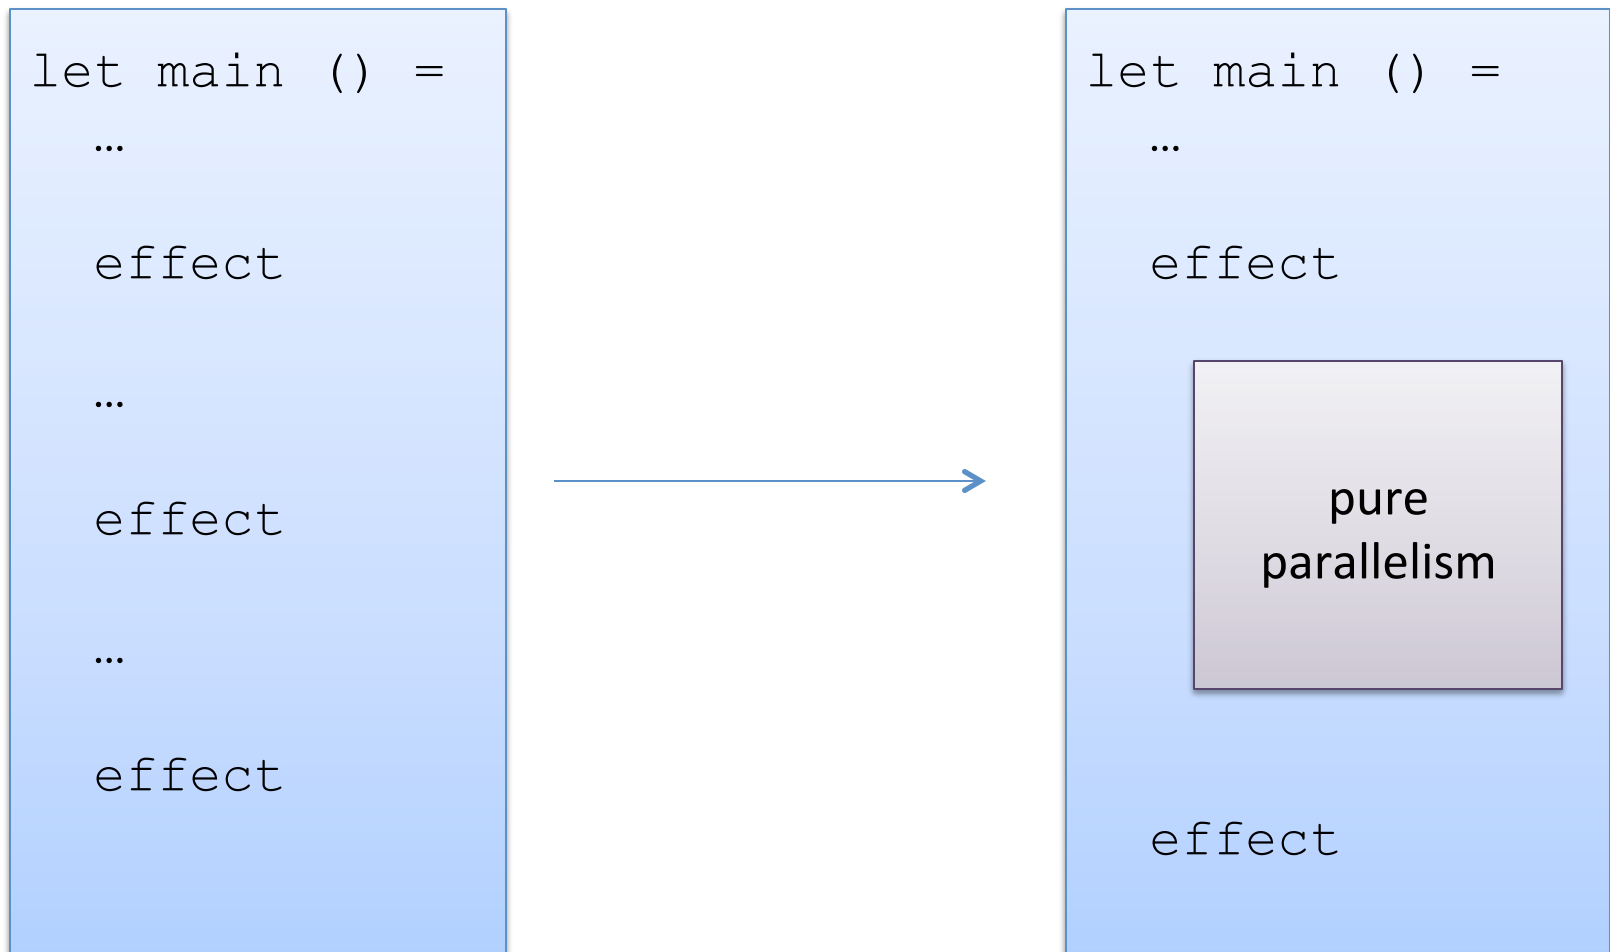 let main () =
…
effect
…
effect
…
effect
let main () =
…
effect
pure
parallelism
effect